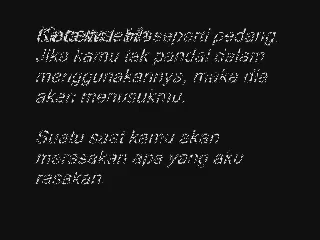 seperti pedang.
Jika kamu tak pandai dalam
menggunakannya, maka dia
akan menusukmu.
Suatu saat kamu akan
merasakan apa yang aku
rasakan